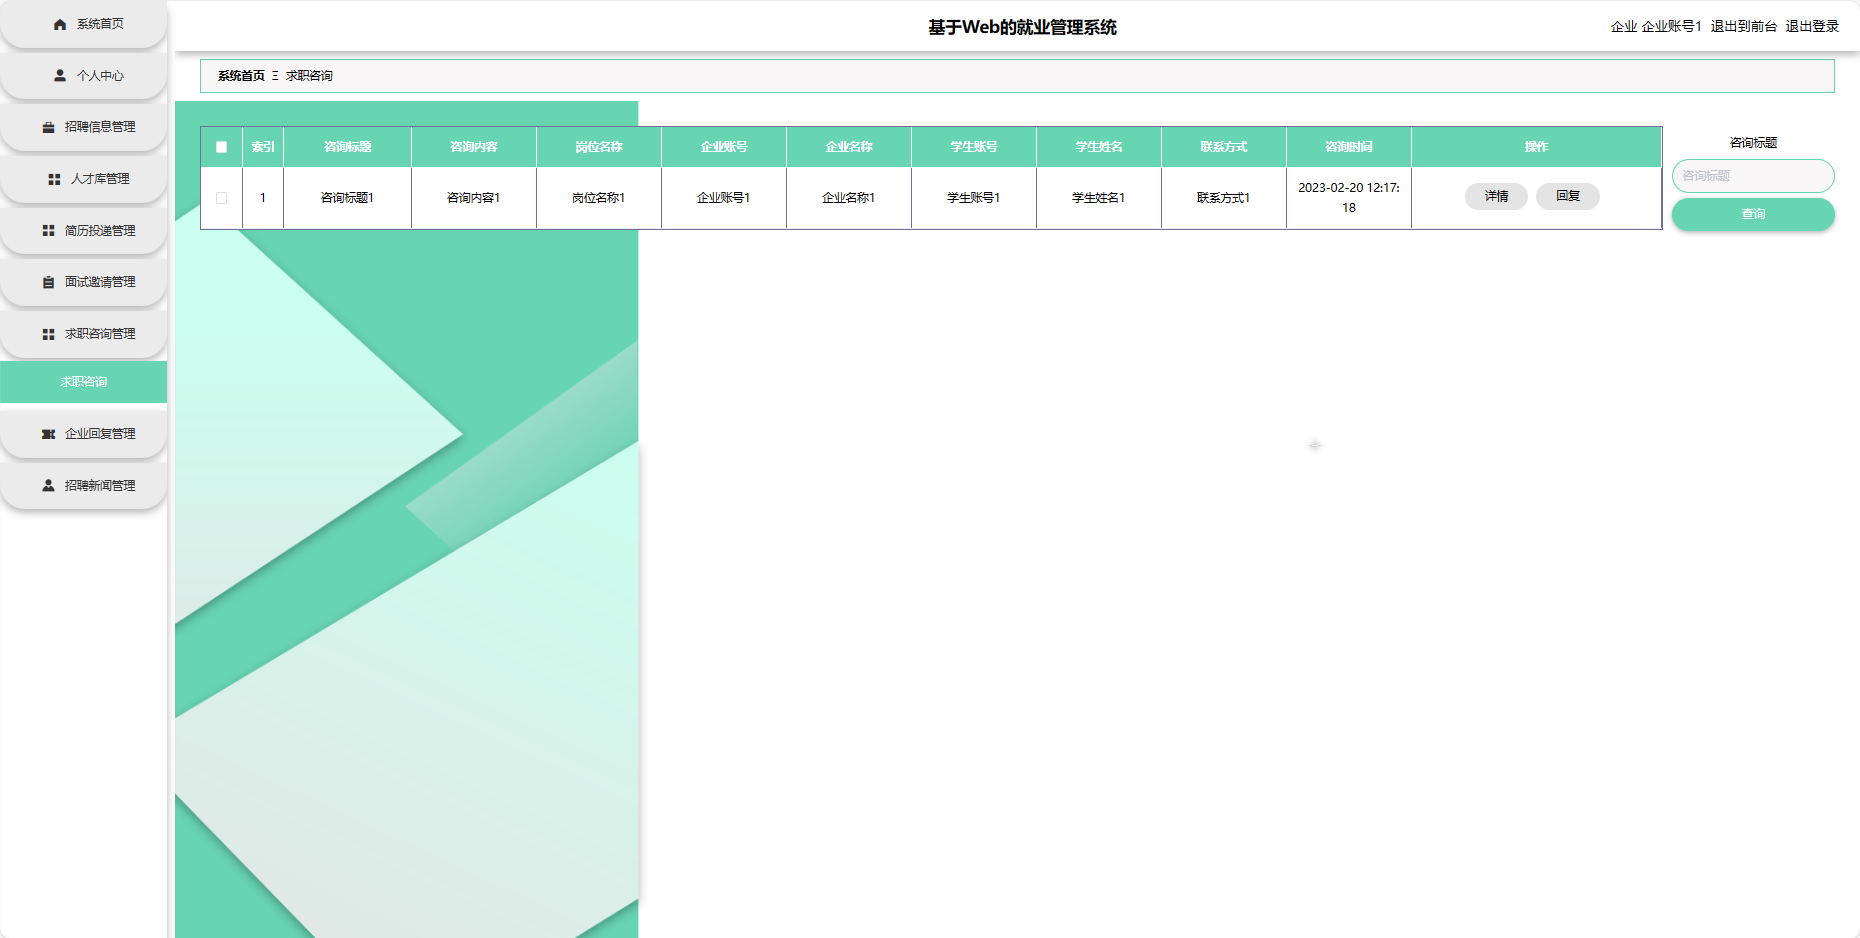 系统首页
个人中心
招聘信息管理
人才库管理
简历投递管理
面试邀请管理
求职咨询管理
求职咨询
企业回复管理
招聘新闻管理
基于Web的就业管理系统
企业 企业账号1 退出到前台 退出登录
系统首页 Ξ 求职咨询
索引 咨询标题 咨询内容 岗位名称 企业账号 企业名称 学生账号 学生姓名 联系方式 咨询时间 操作
1 咨询标题1 咨询内容1 岗位名称1 企业账号1 企业名称1 学生账号1 学生姓名1 联系方式1 2023-02-20 12:17:
18 详情 回复
咨询标题
咨询标题
查询